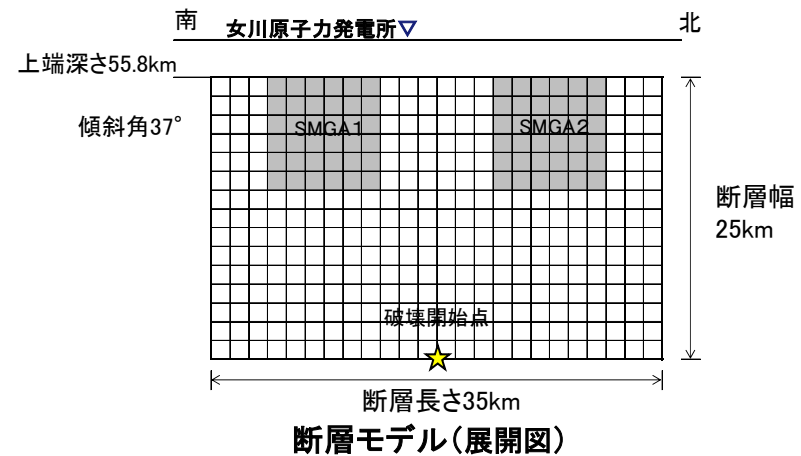 南
女川原子力発電所▽
北
上端深さ55.8km
傾斜角37°
SMGA1
SMGA2
断層幅
25km
破壊開始点
断層長さ35km
断層モデル(展開図)